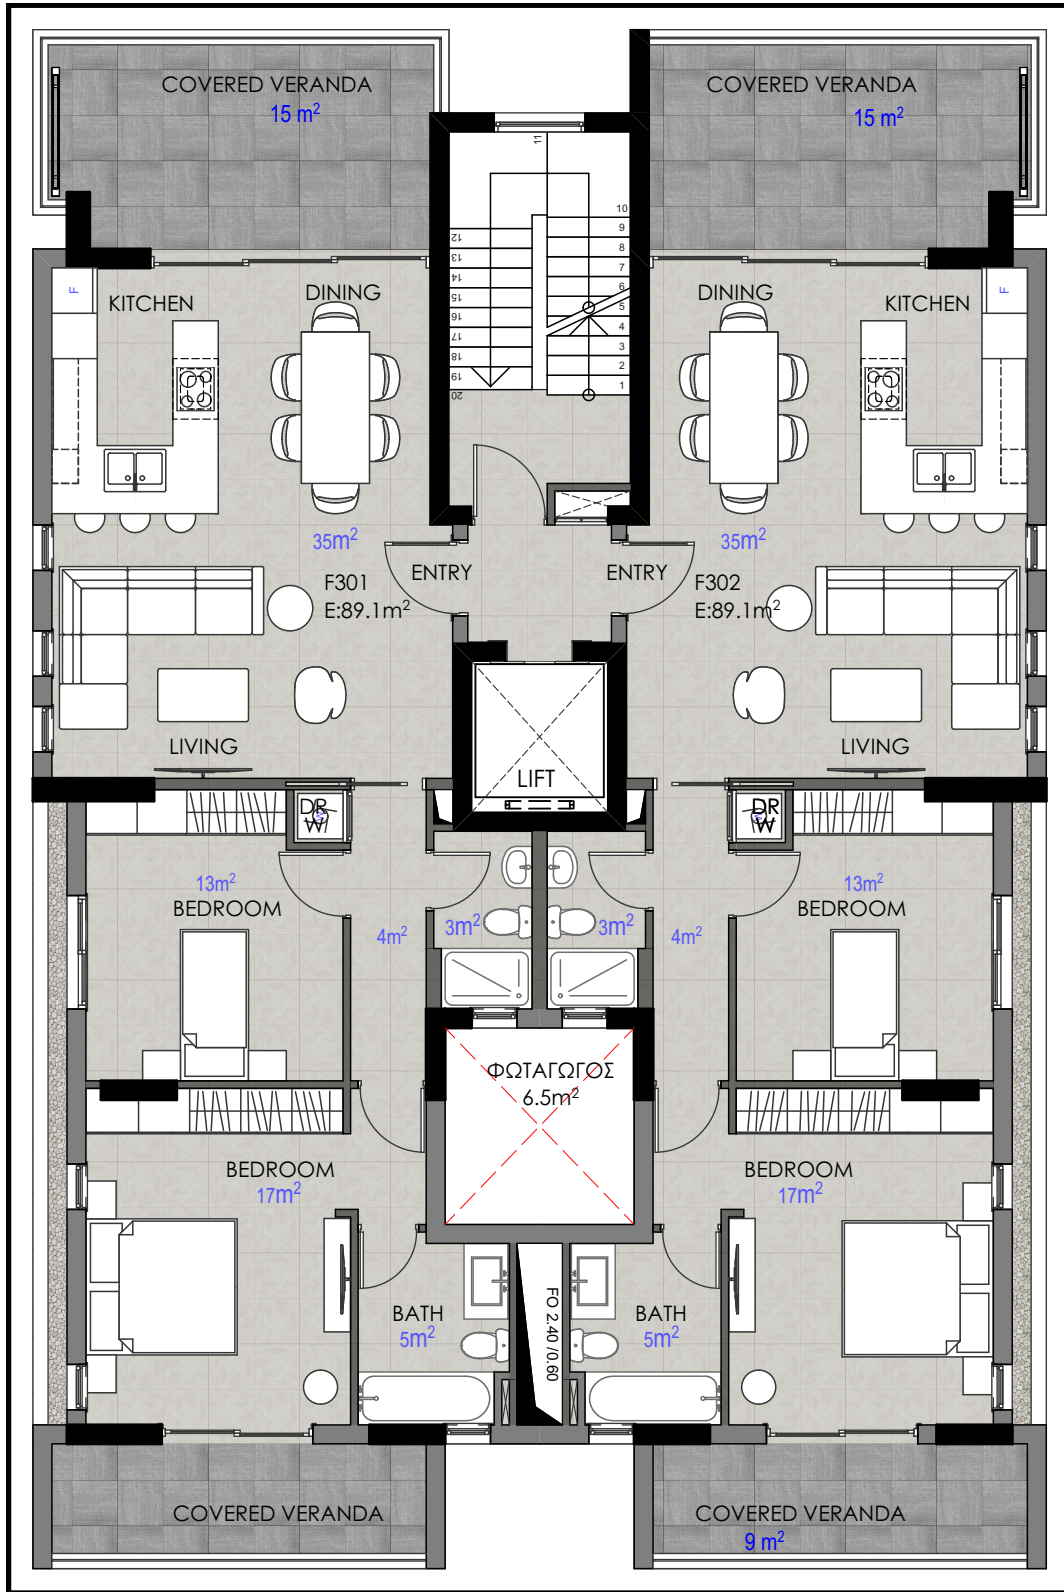 COVERED VERANDA
15 m²
COVERED VERANDA
15 m²
11
10
9
8
7
6
5
4
3
2
1
12
13
14
15
16
17
18
19
20
F
KITCHEN
DINING
DINING
KITCHEN
F
35m²
F301
E:89.1m²
ENTRY
ENTRY
35m²
F302
E:89.1m²
LIVING
LIFT
LIVING
DR
W
DR
W
13m²
BEDROOM
4m²
3m²
3m²
4m²
13m²
BEDROOM
ΦΩΤΑΓΩΓΟΣ
6.5m²
BEDROOM
17m²
BEDROOM
17m²
BATH
5m²
FO 2.40 /0.60
BATH
5m²
COVERED VERANDA
COVERED VERANDA
9 m²